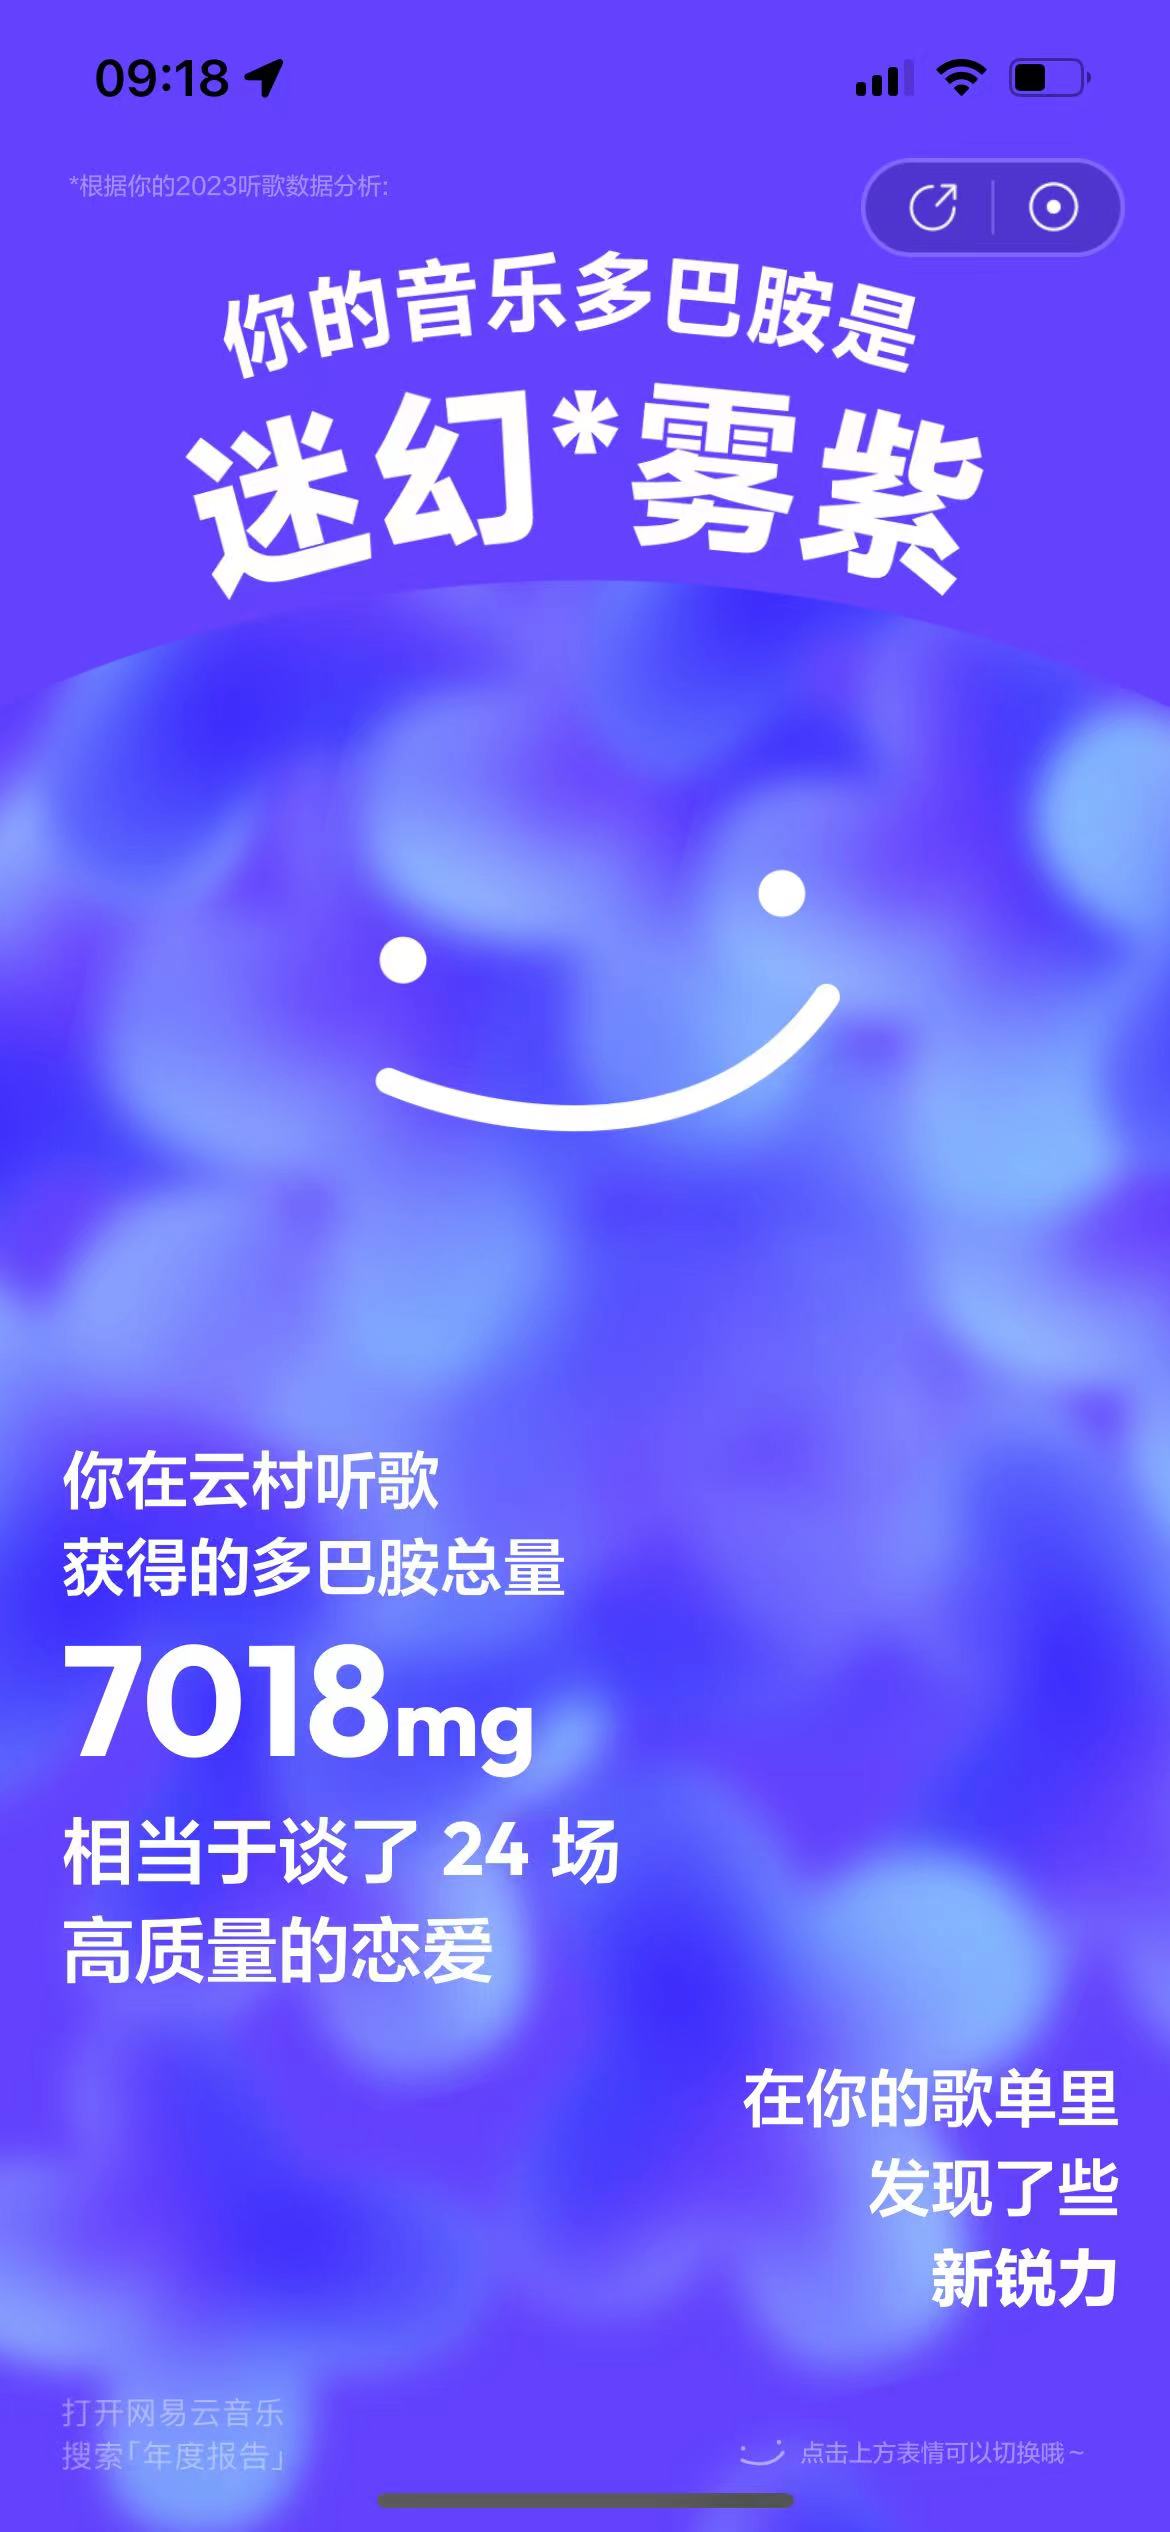 09:18
*根据你的2023听歌数据分析:
你的音乐多巴胺是
迷幻*雾紫
你在云村听歌
获得的多巴胺总量
7018mg
相当于谈了 24 场
高质量的恋爱
在你的歌单里
发现了些
新锐力
打开网易云音乐
搜索「年度报告」
点击上方表情可以切换哦~